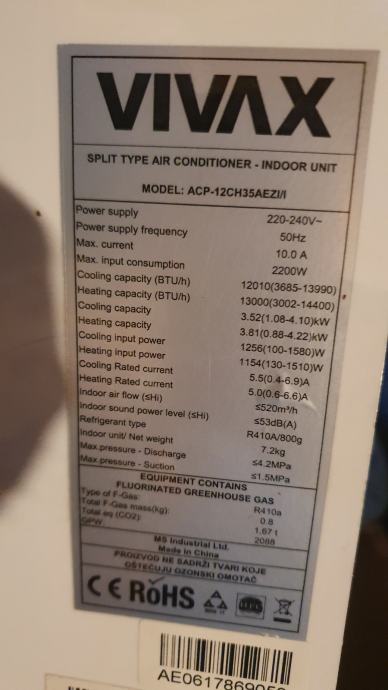 VIVAX
SPLIT TYPE AIR CONDITIONER - INDOOR UNIT
MODEL: ACP-12CH35AEZI/I
Power supply 220-240V~
Power supply frequency 50Hz
Max. current 10.0 A
Max. input consumption 2200W
Cooling capacity (BTU/h) 12010(3685-13990)
Heating capacity (BTU/h) 13000(3002-14400)
Cooling capacity 3.52(1.08-4.10)kW
Heating capacity 3.81(0.88-4.22)kW
Cooling input power 1256(100-1580)W
Heating input power 1154(130-1510)W
Cooling Rated current 5.5(0.4-6.9)A
Heating Rated current 5.0(0.6-6.6)A
Indoor air flow (≤Hi) ≤520m³/h
Indoor sound power level (≤Hi) ≤53dB(A)
Refrigerant type R410A/800g
Indoor unit/ Net weight 7.2kg
Max.pressure - Discharge ≤4.2MPa
Max.pressure - Suction ≤1.5MPa
EQUIPMENT CONTAINS
FLUORINATED GREENHOUSE GAS
Type of F-Gas: R410a
Total F-Gas mass(kg): 0.8
Total eq (CO2): 1,67 t
GPW 2088
MS Industrial Ltd.
Made in China
PROIZVOD NE SADRŽI TVARI KOJE
OŠTEĆUJU OZONSKI OMOTAČ
CE RoHS
AE061786905